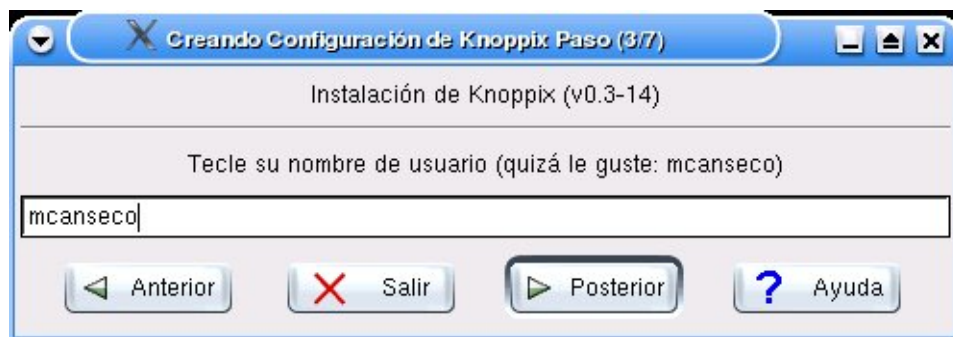 Creando Configuración de Knoppix Paso (3/7)
Instalación de Knoppix (v0.3-14)
Tecle su nombre de usuario (quizá le guste: mcanseco)
mcanseco
Anterior Salir Posterior ? Ayuda